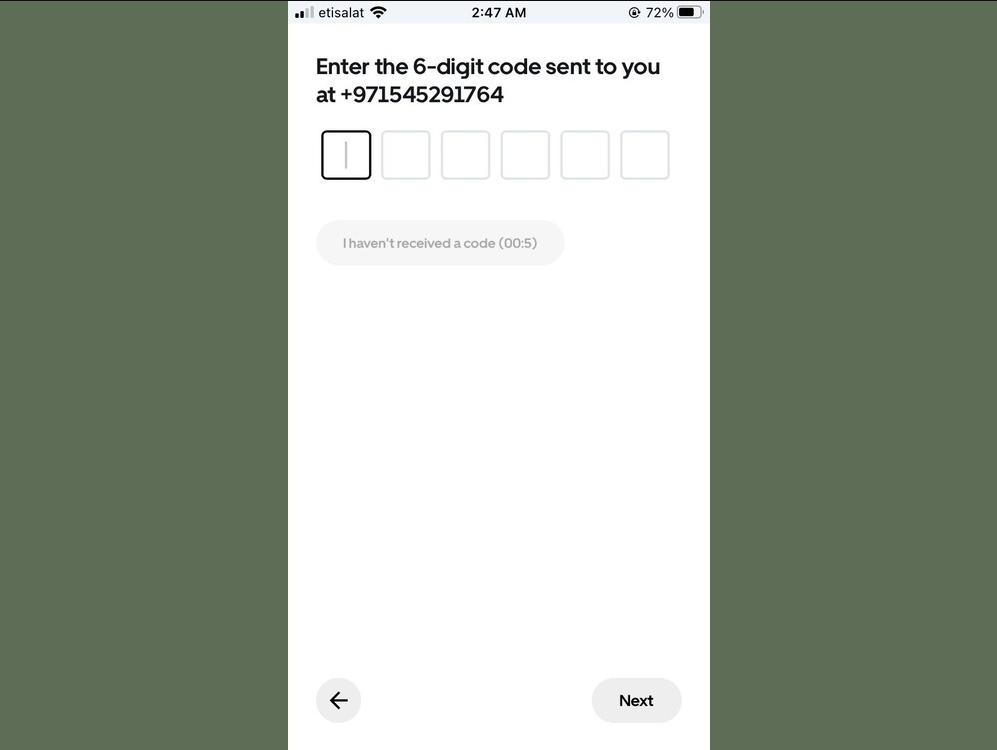 etisalat 2:47 AM 72%
Enter the 6-digit code sent to you
at +971545291764
I haven't received a code (00:5)
Next